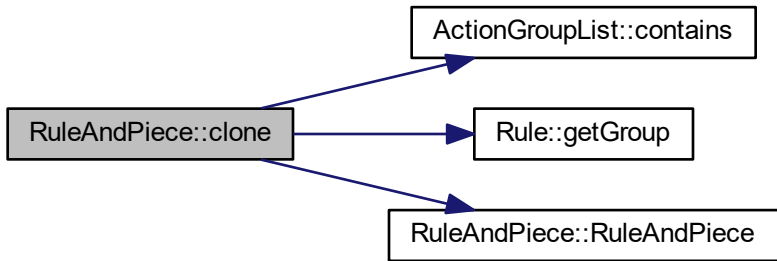 ActionGroupList::contains
RuleAndPiece::clone
Rule::getGroup
RuleAndPiece::RuleAndPiece